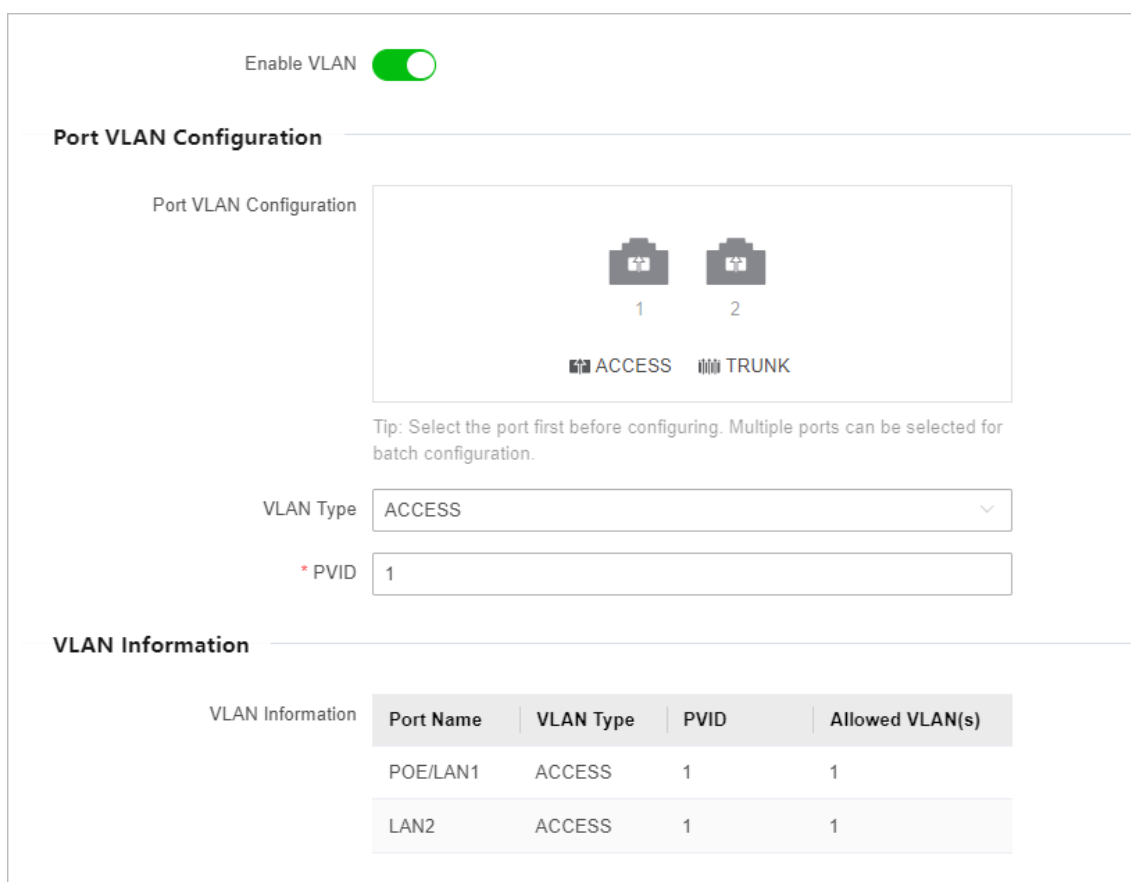 Enable VLAN
Port VLAN Configuration
Port VLAN Configuration
1 2
ACCESS TRUNK
Tip: Select the port first before configuring. Multiple ports can be selected for
batch configuration.
VLAN Type ACCESS
* PVID 1
VLAN Information
VLAN Information
Port Name VLAN Type PVID Allowed VLAN(s)
POE/LAN1 ACCESS 1 1
LAN2 ACCESS 1 1